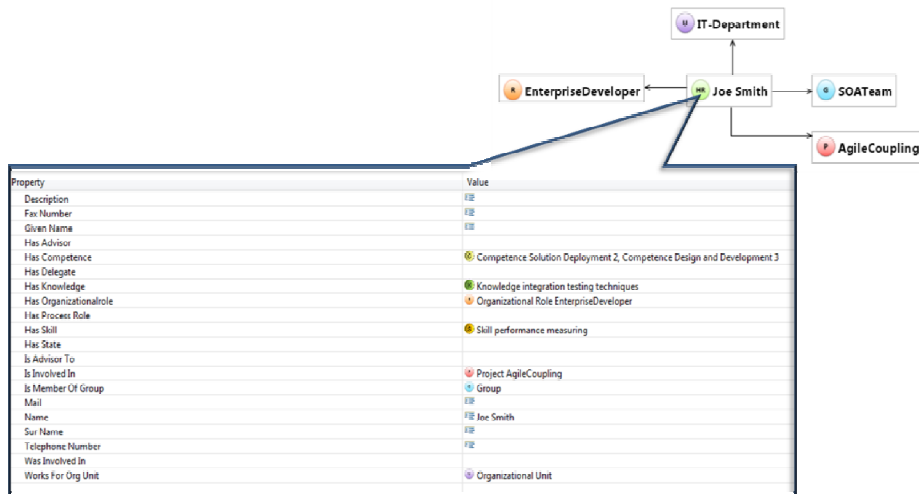 U IT-Department
R EnterpriseDeveloper
HR Joe Smith
G SOATeam
P AgileCoupling
Property Value
Description
Fax Number
Given Name
Has Advisor
Has Competence Competence Solution Deployment 2, Competence Design and Development 3
Has Delegate
Has Knowledge Knowledge integration testing techniques
Has Organizationalrole Organizational Role EnterpriseDeveloper
Has Process Role
Has Skill Skill performance measuring
Has State
Is Advisor To
Is Involved In Project AgileCoupling
Is Member Of Group Group
Mail
Name Joe Smith
Sur Name
Telephone Number
Was Involved In
Works For Org Unit Organizational Unit